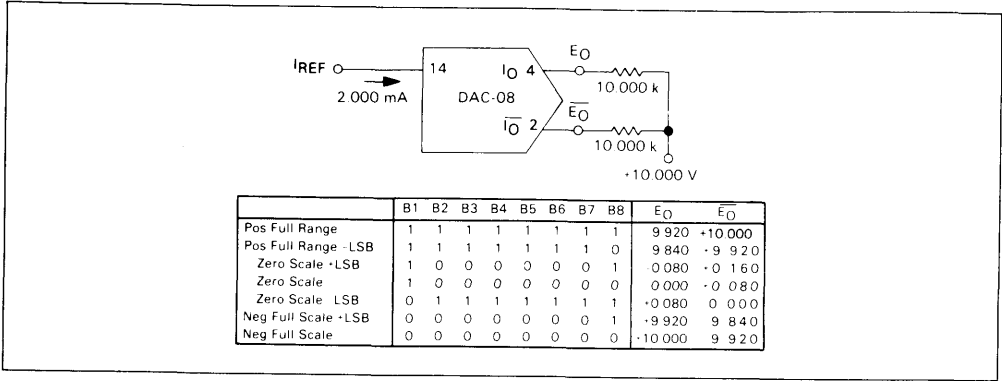 IREF
2.000 mA
14
DAC-08
IO 4
IO 2
EO
10.000 k
EO
10.000 k
+10.000 V
B1 B2 B3 B4 B5 B6 B7 B8 EO EO
Pos Full Range 1 1 1 1 1 1 1 1 9 920 +10.000
Pos Full Range -LSB 1 1 1 1 1 1 1 0 9 840 +9 920
Zero Scale +LSB 1 0 0 0 0 0 0 1 -0 080 +0 160
Zero Scale 1 0 0 0 0 0 0 0 0 000 +0 080
Zero Scale LSB 0 1 1 1 1 1 1 1 +0 080 0 000
Neg Full Scale +LSB 0 0 0 0 0 0 0 1 +9 920 9 840
Neg Full Scale 0 0 0 0 0 0 0 0 +10 000 9 920